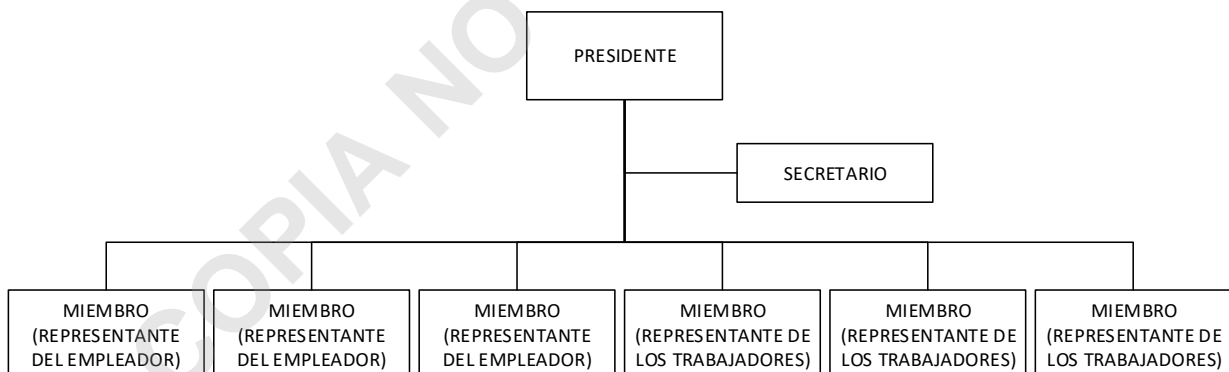 PRESIDENTE
SECRETARIO
MIEMBRO
(REPRESENTANTE
DEL EMPLEADOR)
MIEMBRO
(REPRESENTANTE
DEL EMPLEADOR)
MIEMBRO
(REPRESENTANTE
DEL EMPLEADOR)
MIEMBRO
(REPRESENTANTE DE
LOS TRABAJADORES)
MIEMBRO
(REPRESENTANTE DE
LOS TRABAJADORES)
MIEMBRO
(REPRESENTANTE DE
LOS TRABAJADORES)
COPIA NO